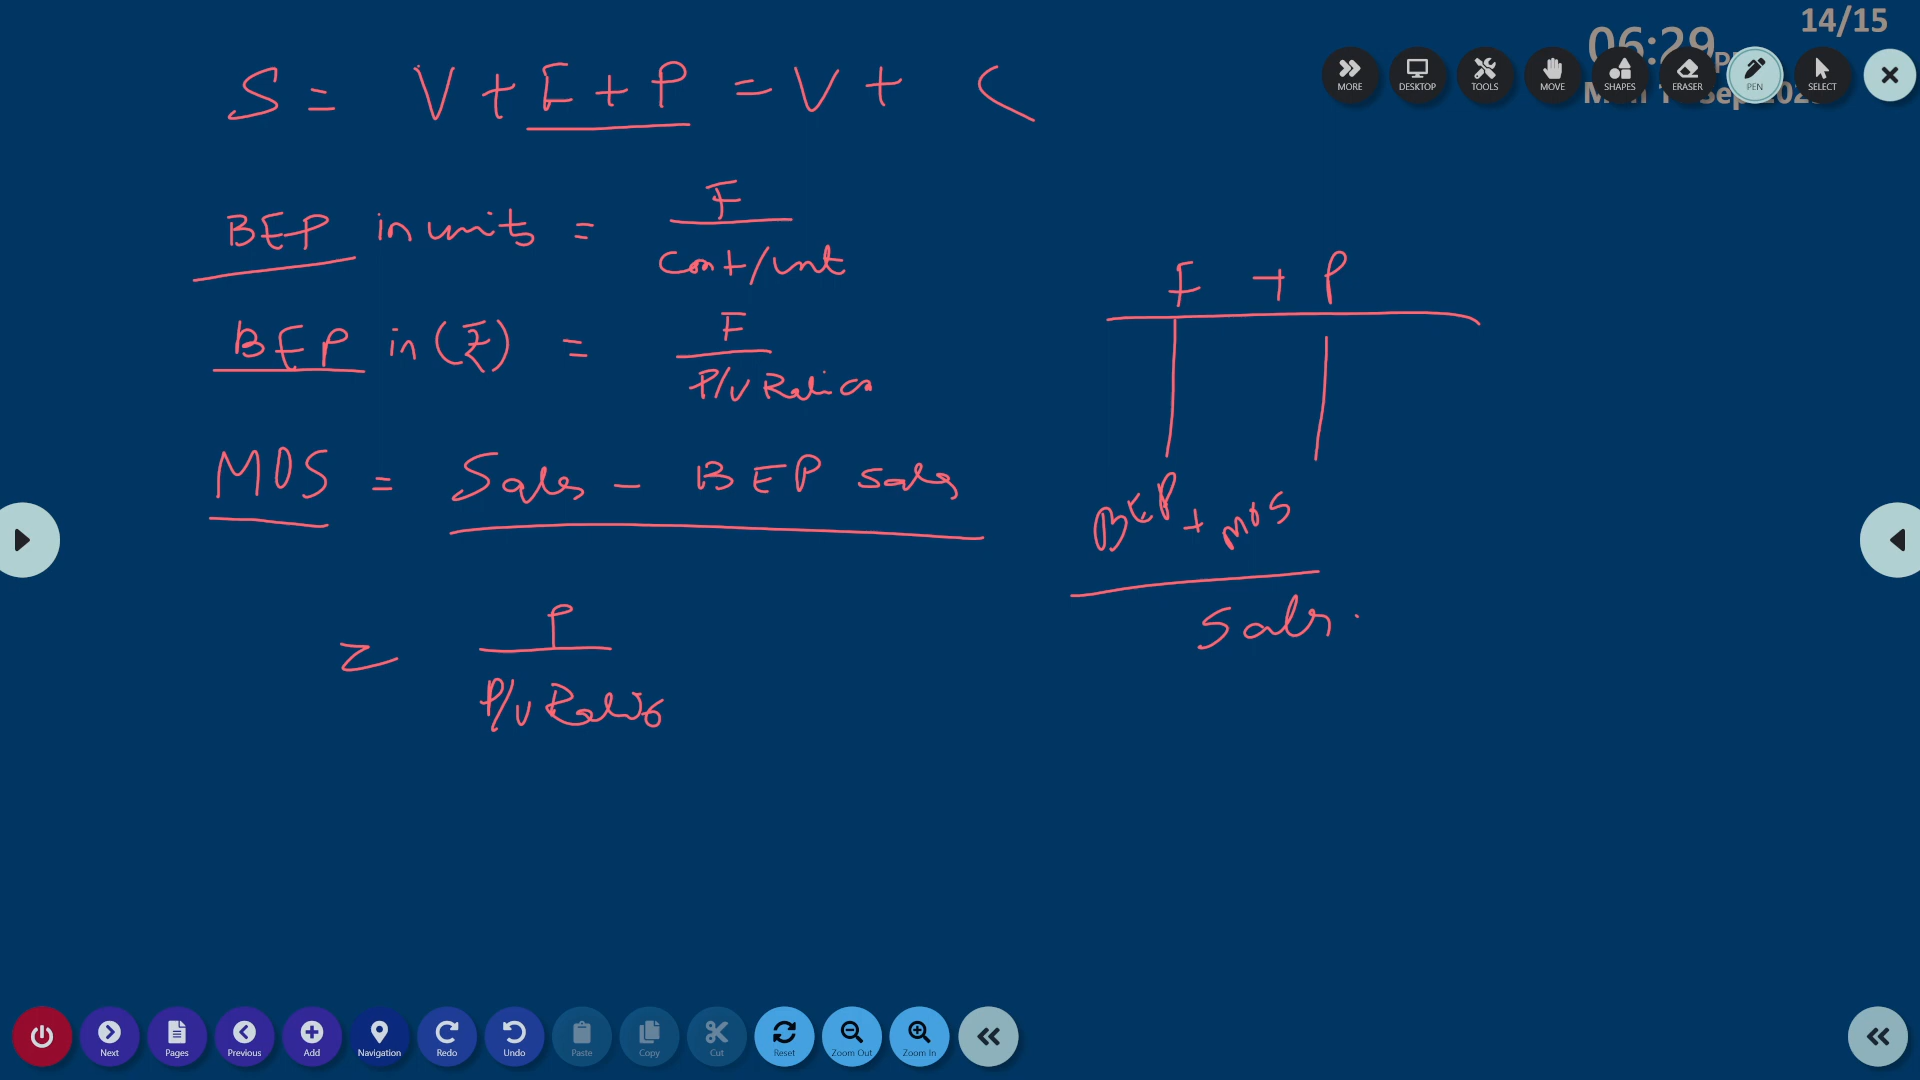 14/15
06:29
MORE DESKTOP TOOLS MOVE SHAPES ERASER PEN SELECT
S = V + F + P = V + C
BEP in units = F
Cont/unit
BEP in (₹) = F
P/V Ratio
MOS = Sales - BEP sales
= P
P/V Ratio
F + P
BEP + MOS
Sales.
Next Pages Previous Add Navigation Redo Undo Paste Copy Cut Reset Zoom Out Zoom In